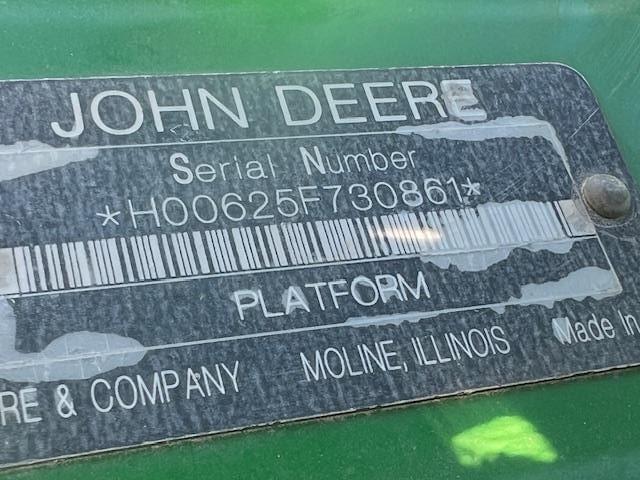 JOHN DEERE
Serial Number
*H00625F730861*
PLATFORM
RE & COMPANY MOLINE, ILLINOIS Made In